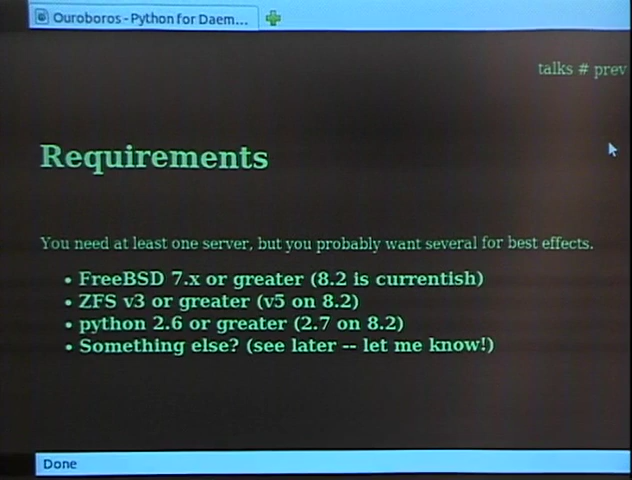 Ouroboros - Python for Daem...
talks # prev
Requirements
You need at least one server, but you probably want several for best effects.
• FreeBSD 7.x or greater (8.2 is currentish)
• ZFS v3 or greater (v5 on 8.2)
• python 2.6 or greater (2.7 on 8.2)
• Something else? (see later -- let me know!)
Done